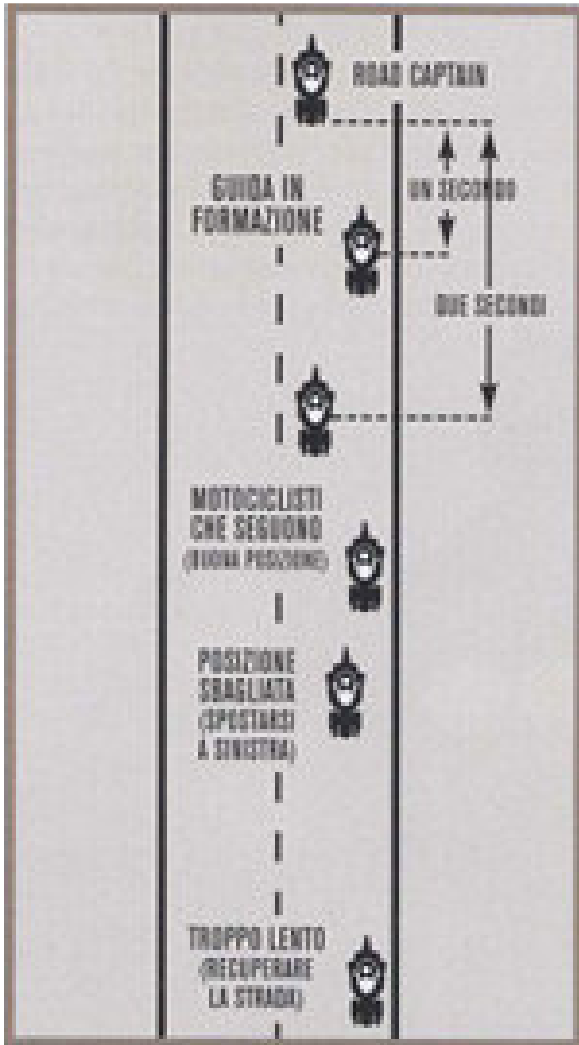 ROAD CAPTAIN
GUIDA IN
FORMAZIONE
UN SECONDO
DUE SECONDI
MOTOCICLISTI
CHE SEGUONO
(BUONA POSIZIONE)
POSIZIONE
SBAGLIATA
(SPOSTARSI
A SINISTRA)
TROPPO LENTO
(RECUPERARE
LA STRADA)